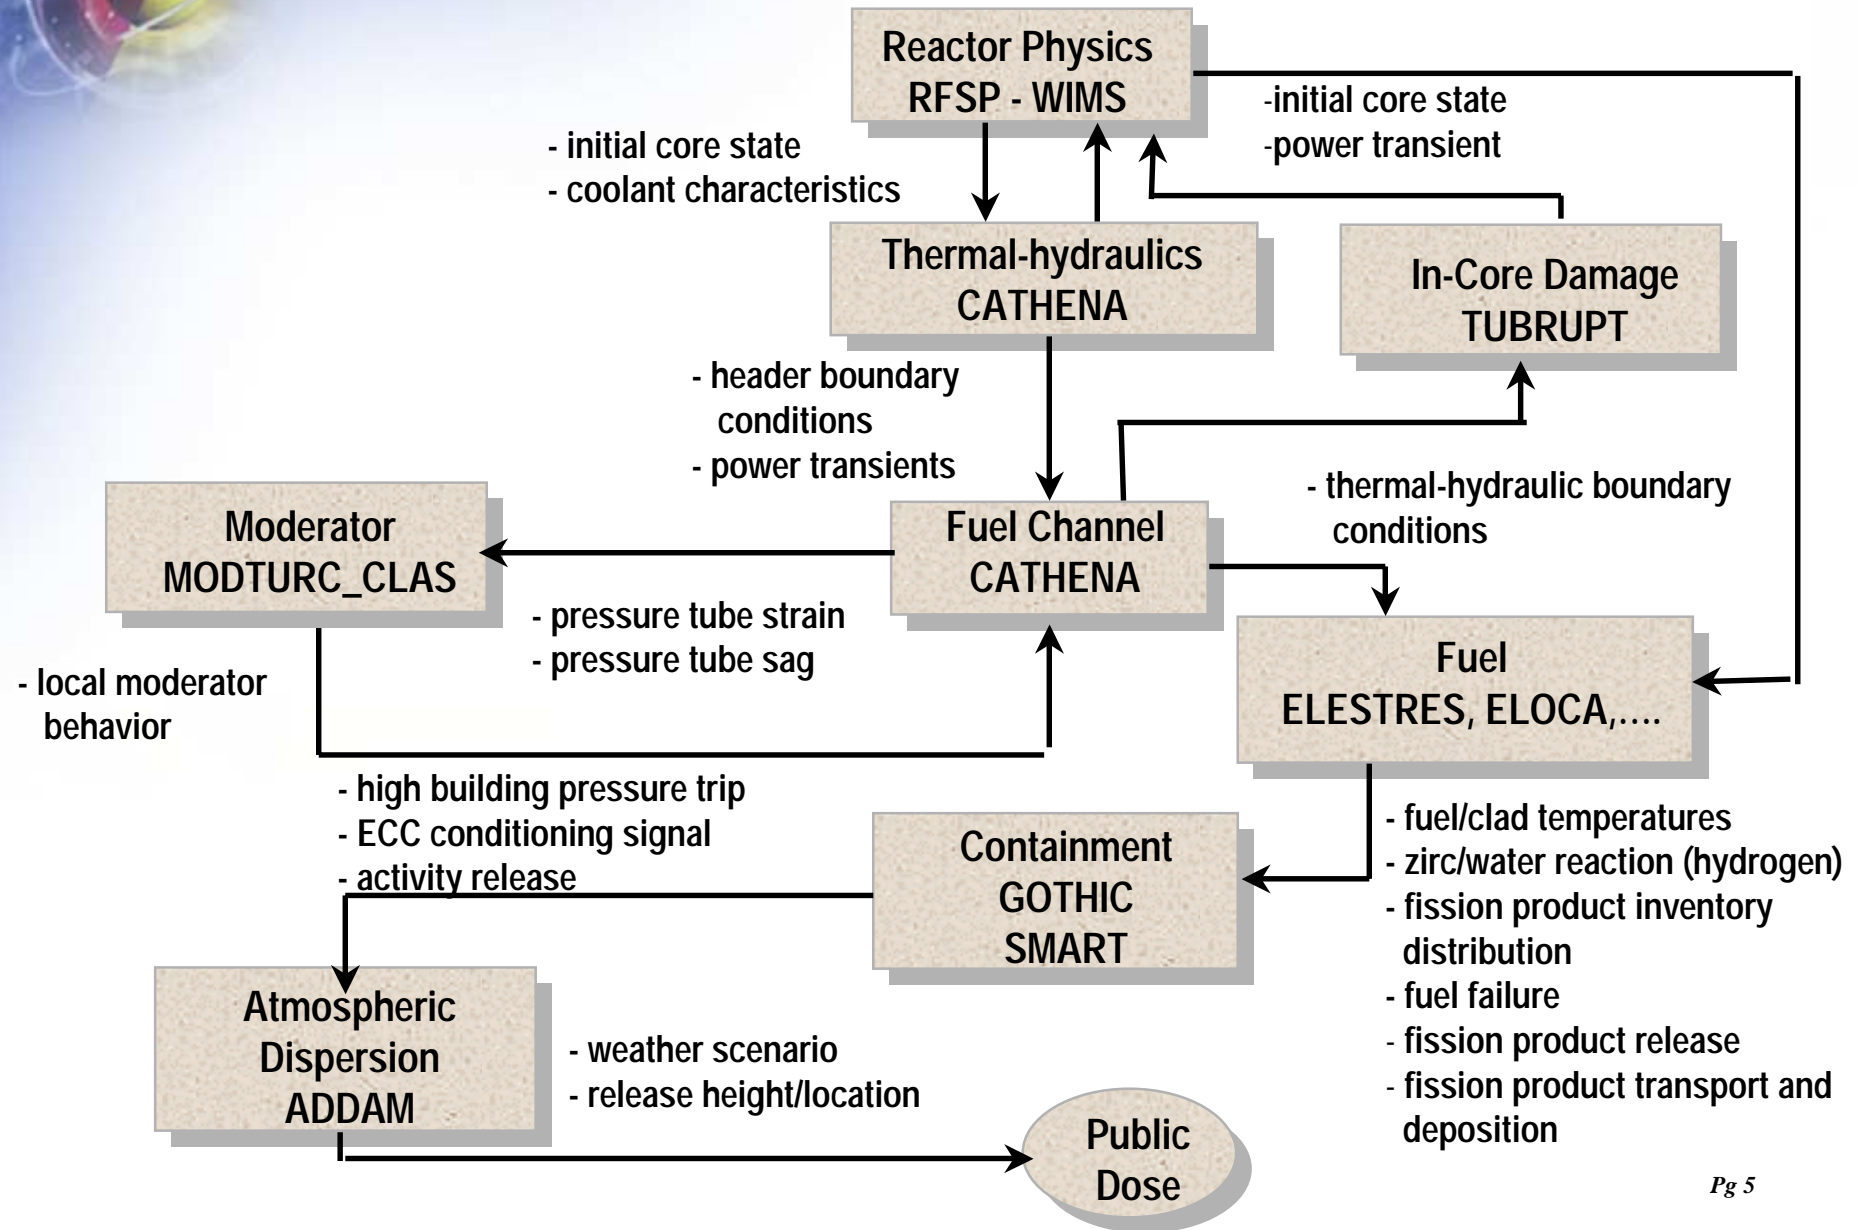 Reactor Physics
RFSP - WIMS
-initial core state
-power transient
- initial core state
- coolant characteristics
Thermal-hydraulics
CATHENA
In-Core Damage
TUBRUPT
- header boundary
conditions
- power transients
- thermal-hydraulic boundary
conditions
Moderator
MODTURC_CLAS
Fuel Channel
CATHENA
- pressure tube strain
- pressure tube sag
- local moderator
behavior
Fuel
ELESTRES, ELOCA,....
- high building pressure trip
- ECC conditioning signal
- activity release
Containment
GOTHIC
SMART
- fuel/clad temperatures
- zirc/water reaction (hydrogen)
- fission product inventory
distribution
- fuel failure
- fission product release
- fission product transport and
deposition
Atmospheric
Dispersion
ADDAM
- weather scenario
- release height/location
Public
Dose
Pg 5